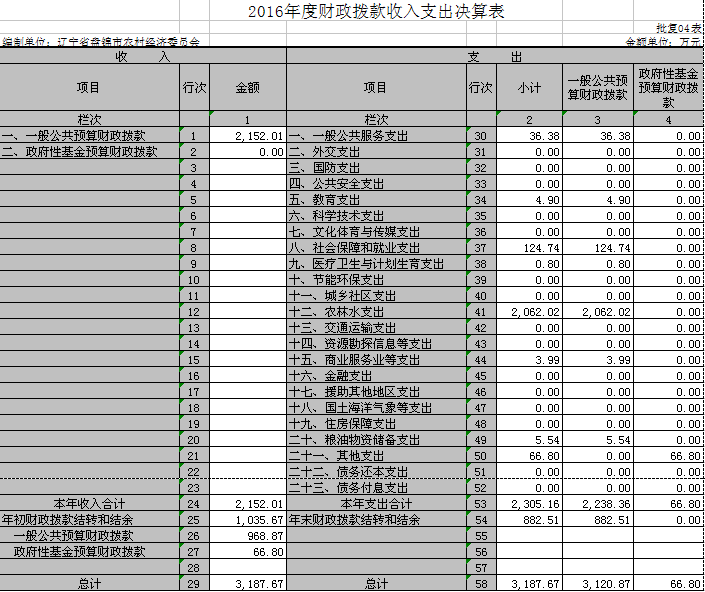 2016年度财政拨款收入支出决算表
批复04表
编制单位：辽宁省盘锦市农村经济委员会 金额单位：万元
收 入 支 出
项目 行次 金额 项目 行次 小计 一般公共预算财政拨款 政府性基金预算财政拨款
栏次 1 栏次 2 3 4
一、一般公共预算财政拨款 1 2,152.01 一、一般公共服务支出 30 36.38 36.38 0.00
二、政府性基金预算财政拨款 2 0.00 二、外交支出 31 0.00 0.00 0.00
3 三、国防支出 32 0.00 0.00 0.00
4 四、公共安全支出 33 0.00 0.00 0.00
5 五、教育支出 34 4.90 4.90 0.00
6 六、科学技术支出 35 0.00 0.00 0.00
7 七、文化体育与传媒支出 36 0.00 0.00 0.00
8 八、社会保障和就业支出 37 124.74 124.74 0.00
9 九、医疗卫生与计划生育支出 38 0.80 0.80 0.00
10 十、节能环保支出 39 0.00 0.00 0.00
11 十一、城乡社区支出 40 0.00 0.00 0.00
12 十二、农林水支出 41 2,062.02 2,062.02 0.00
13 十三、交通运输支出 42 0.00 0.00 0.00
14 十四、资源勘探信息等支出 43 0.00 0.00 0.00
15 十五、商业服务业等支出 44 3.99 3.99 0.00
16 十六、金融支出 45 0.00 0.00 0.00
17 十七、援助其他地区支出 46 0.00 0.00 0.00
18 十八、国土海洋气象等支出 47 0.00 0.00 0.00
19 十九、住房保障支出 48 0.00 0.00 0.00
20 二十、粮油物资储备支出 49 5.54 5.54 0.00
21 二十一、其他支出 50 66.80 0.00 66.80
22 二十二、债务还本支出 51 0.00 0.00 0.00
23 二十三、债务付息支出 52 0.00 0.00 0.00
本年收入合计 24 2,152.01 本年支出合计 53 2,305.16 2,238.36 66.80
年初财政拨款结转和结余 25 1,035.67 年末财政拨款结转和结余 54 882.51 882.51 0.00
一般公共预算财政拨款 26 968.87 55
政府性基金预算财政拨款 27 66.80 56
28 57
总计 29 3,187.67 总计 58 3,187.67 3,120.87 66.80